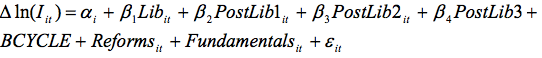 Δ ln(I_it) = α_i + β_1 Lib_it + β_2 PostLib1_it + β_3 PostLib2_it + β_4 PostLib3 +
BCYCLE + Reforms_it + Fundamentals_it + ε_it